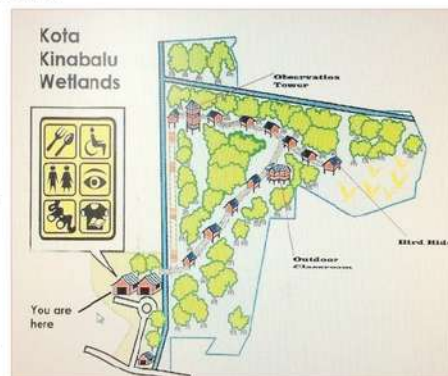 Kota
Kinabalu
Wetlands
Observation
Tower
Bird Hide
Outdoor
Classroom
You are
here